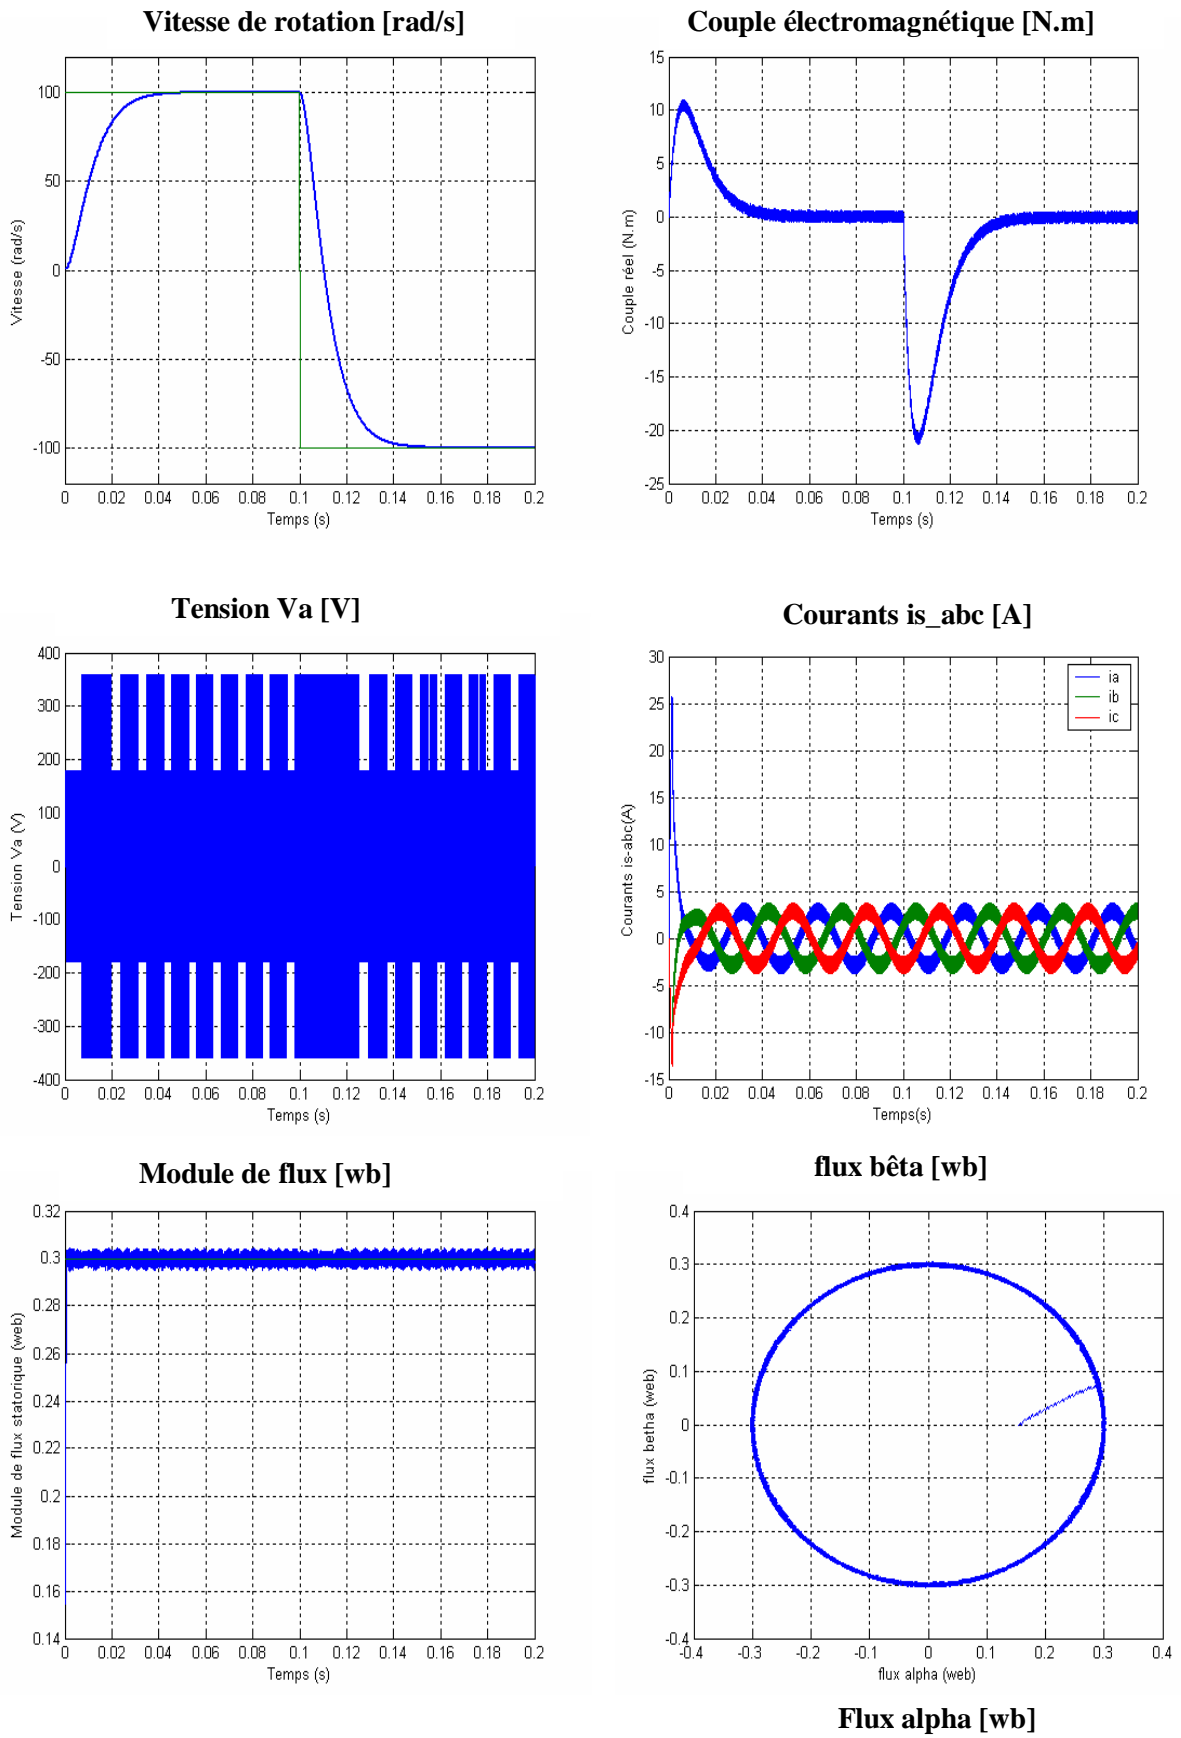 Vitesse de rotation [rad/s]
Couple électromagnétique [N.m]
100
50
0
-50
-100
Vitesse (rad/s)
0 0.02 0.04 0.06 0.08 0.1 0.12 0.14 0.16 0.18 0.2
Temps (s)
15
10
5
0
-5
-10
-15
-20
-25
Couple réel (N.m)
0 0.02 0.04 0.06 0.08 0.1 0.12 0.14 0.16 0.18 0.2
Temps (s)
Tension Va [V]
Courants is_abc [A]
400
300
200
100
0
-100
-200
-300
-400
Tension Va (V)
0 0.02 0.04 0.06 0.08 0.1 0.12 0.14 0.16 0.18 0.2
Temps (s)
30
25
20
15
10
5
0
-5
-10
-15
Courants is-abc(A)
ia
ib
ic
0 0.02 0.04 0.06 0.08 0.1 0.12 0.14 0.16 0.18 0.2
Temps(s)
Module de flux [wb]
flux bêta [wb]
0.32
0.3
0.28
0.26
0.24
0.22
0.2
0.18
0.16
0.14
Module de flux statorique (web)
0 0.02 0.04 0.06 0.08 0.1 0.12 0.14 0.16 0.18 0.2
Temps (s)
0.4
0.3
0.2
0.1
0
-0.1
-0.2
-0.3
-0.4
flux betha (web)
-0.4 -0.3 -0.2 -0.1 0 0.1 0.2 0.3 0.4
flux alpha (web)
Flux alpha [wb]